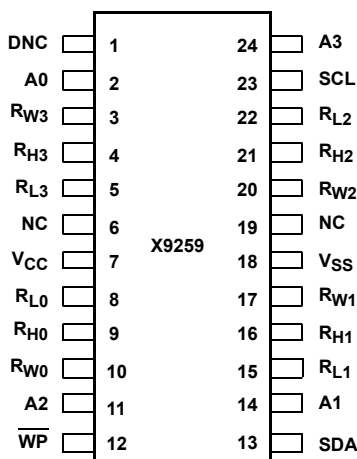 DNC 1 24 A3
A0 2 23 SCL
RW3 3 22 RL2
RH3 4 21 RH2
RL3 5 20 RW2
NC 6 19 NC
X9259
VCC 7 18 VSS
RL0 8 17 RW1
RH0 9 16 RH1
RW0 10 15 RL1
A2 11 14 A1
WP 12 13 SDA